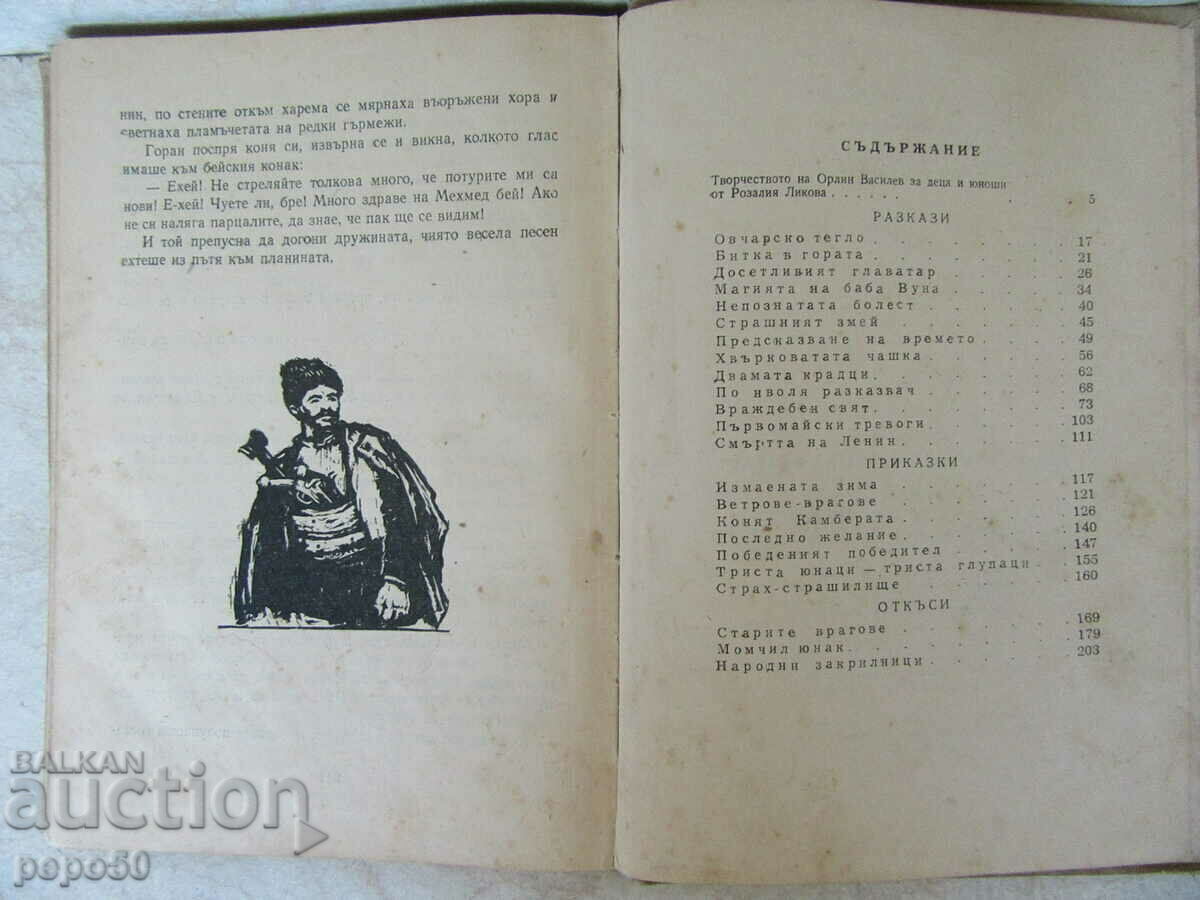 нин, по стените откъм харема се мярнаха въоръжени хора и
светнаха пламъчетата на редки гърмежи.
Горан поспря коня си, извърна се и викна, колкото глас
имаше към бейския конак:
— Ехей! Не стреляйте толкова много, че потурите ми са
нови! Е-хей! Чуете ли, бре! Много здраве на Мехмед бей! Ако
не си наляга парцалите, да знае, че пак ще се видим!
И той препусна да догони дружината, чиято весела песен
ехтеше из пътя към планината.
СЪДЪРЖАНИЕ
Творчеството на Орлин Василев за деца и юноши
от Розалия Ликова . . . . . . . 5
РАЗКАЗИ
Овчарско тегло . . . . . . . 17
Битка в гората . . . . . . . 21
Досетливият главатар . . . . . 26
Магията на баба Вуна . . . . . 34
Непознатата болест . . . . . 40
Страшният змей . . . . . . . 45
Предсказване на времето . . . . 49
Хвърковатата чашка . . . . . . 56
Двамата крадци . . . . . . . 62
По неволя разказвач . . . . . 68
Враждебен свят . . . . . . . 73
Първомайски тревоги . . . . . 103
Смъртта на Ленин . . . . . . 111
ПРИКАЗКИ
Измаената зима . . . . . . . 117
Ветрове-врагове . . . . . . . 121
Конят Камберата . . . . . . 126
Последно желание . . . . . . 140
Победеният победител . . . . . 147
Триста юнаци — триста глупаци . . 155
Страх-страшилище . . . . . . 160
ОТКЪСИ
Старите врагове . . . . . . . 169
Момчил юнак . . . . . . . 179
Народни закрилници . . . . . . 203
BALKAN
auction
pepo50